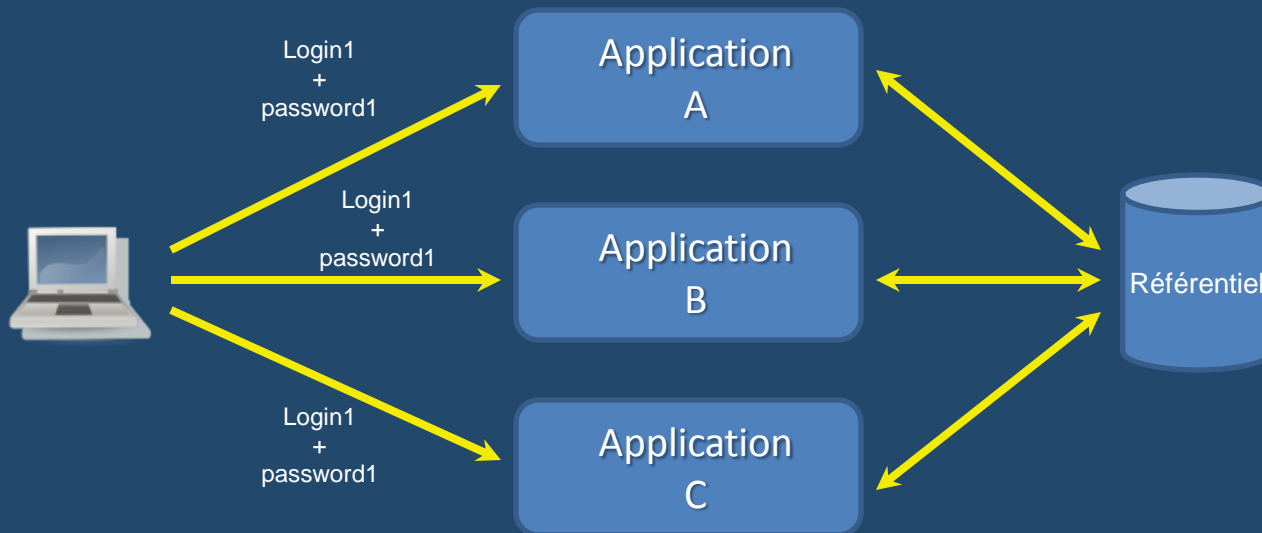 Login1
+
password1
Application
A
Login1
+
password1
Application
B
Référentiel
Login1
+
password1
Application
C